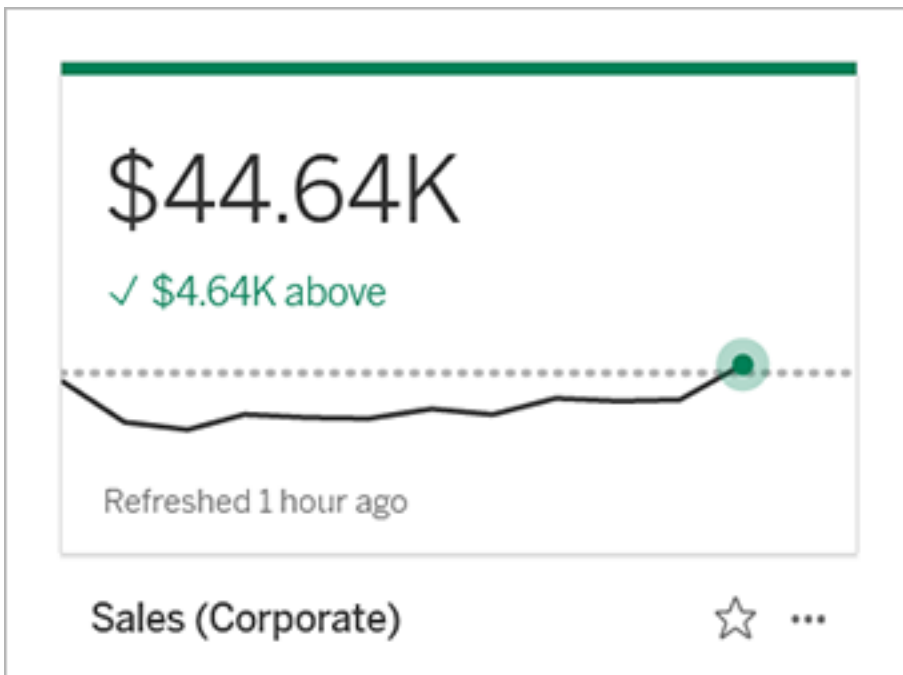 $44.64K
✓ $4.64K above
Refreshed 1 hour ago
Sales (Corporate)